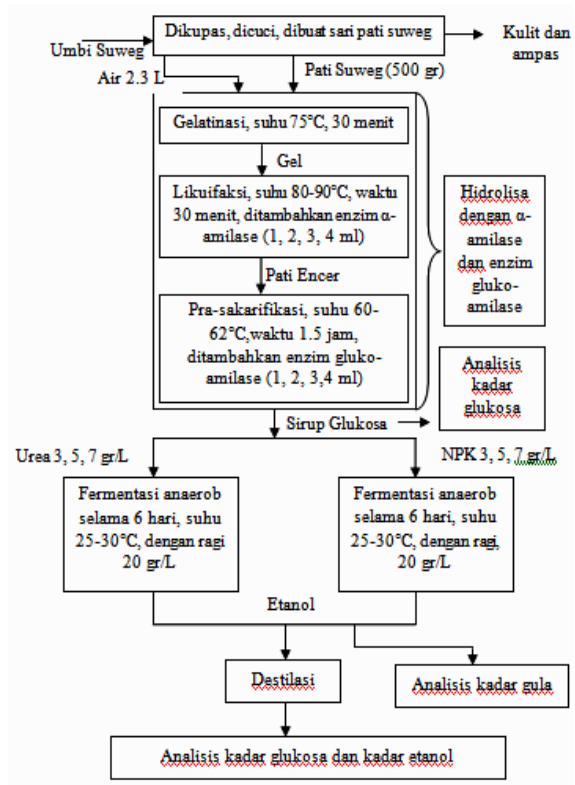 Umbi Suweg
Dikupas, dicuci, dibuat sari pati suweg
Kulit dan
ampas
Air 2.3 L
Pati Suweg (500 gr)
Gelatinasi, suhu 75°C, 30 menit
Gel
Likuifaksi, suhu 80-90°C, waktu
30 menit, ditambahkan enzim α-
amilase (1, 2, 3, 4 ml)
Pati Encer
Pra-sakarifikasi, suhu 60-
62°C,waktu 1.5 jam,
ditambahkan enzim gluko-
amilase (1, 2, 3,4 ml)
Hidrolisa
dengan α-
amilase
dan enzim
gluko-
amilase
Sirup Glukosa
Analisis
kadar
glukosa
Urea 3, 5, 7 gr/L
NPK 3, 5, 7 gr/L
Fermentasi anaerob
selama 6 hari, suhu
25-30°C, dengan ragi
20 gr/L
Fermentasi anaerob
selama 6 hari, suhu
25-30°C, dengan ragi,
20 gr/L
Etanol
Destilasi
Analisis kadar gula
Analisis kadar glukosa dan kadar etanol